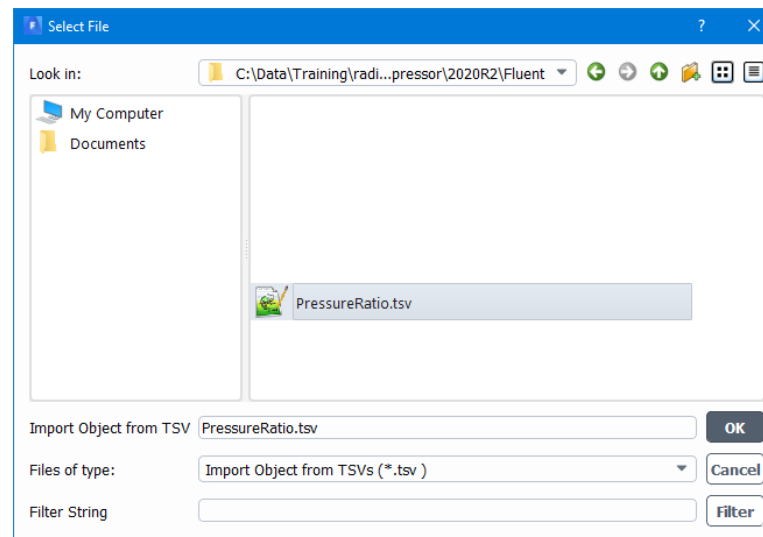 Select File
Look in:
C:\Data\Training\radi...pressor\2020R2\Fluent
My Computer
Documents
PressureRatio.tsv
Import Object from TSV PressureRatio.tsv
OK
Files of type: Import Object from TSVs (*.tsv )
Cancel
Filter String
Filter